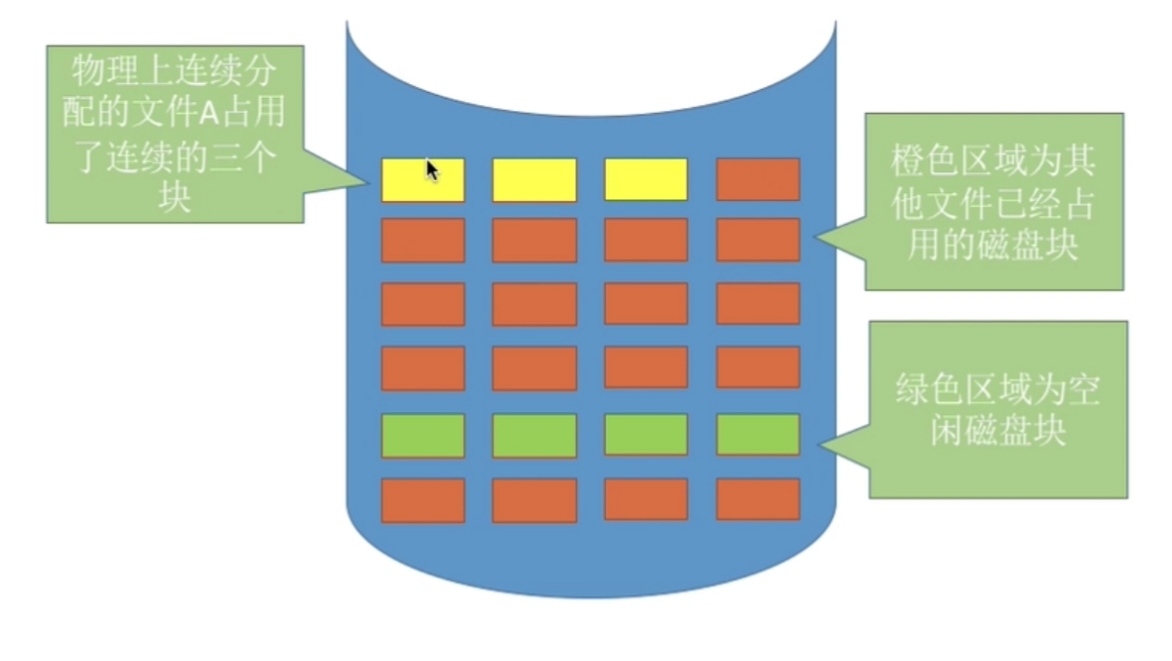 物理上连续分
配的文件A占用
了连续的三个
块
橙色区域为其
他文件已经占
用的磁盘块
绿色区域为空
闲磁盘块